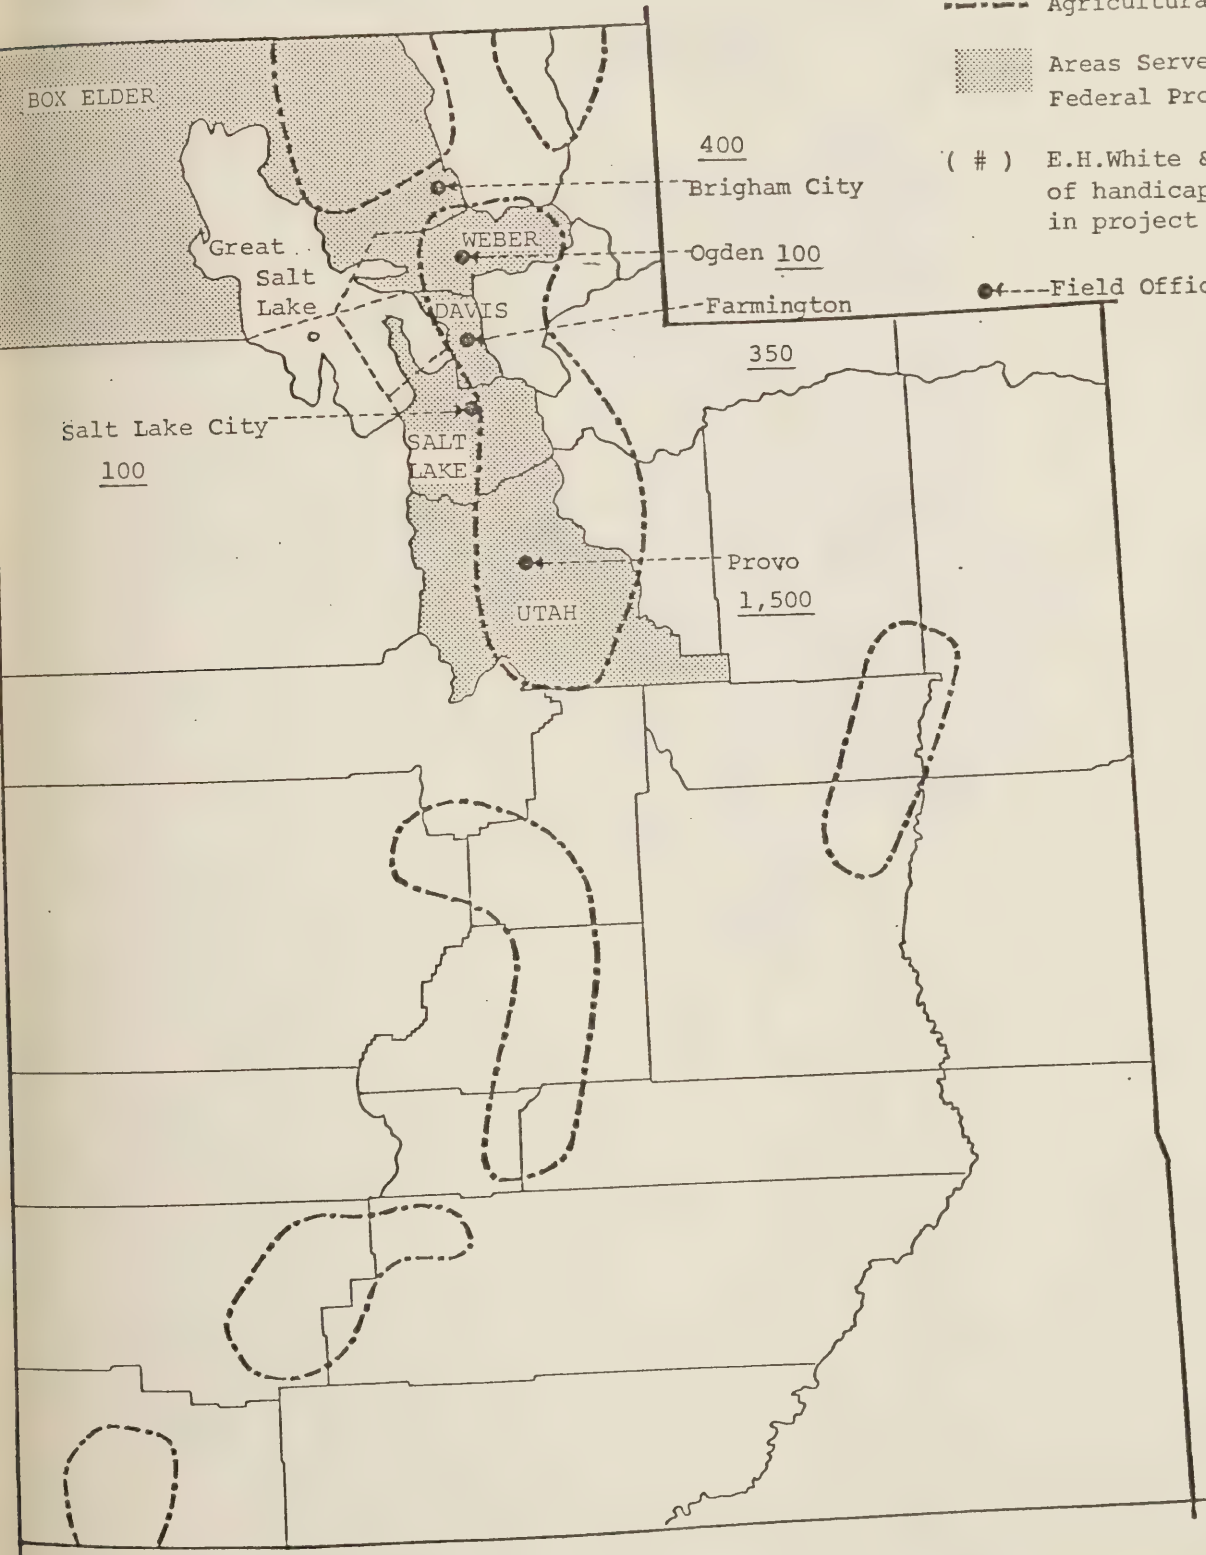 Agricultura
Areas Serve
Federal Pro
( # ) E.H.White &
of handicap
in project
Field Offic
BOX ELDER
400
Brigham City
Great
Salt
Lake
WEBER
Ogden 100
DAVIS
Farmington
350
Salt Lake City
100
SALT
LAKE
Provo
1,500
UTAH